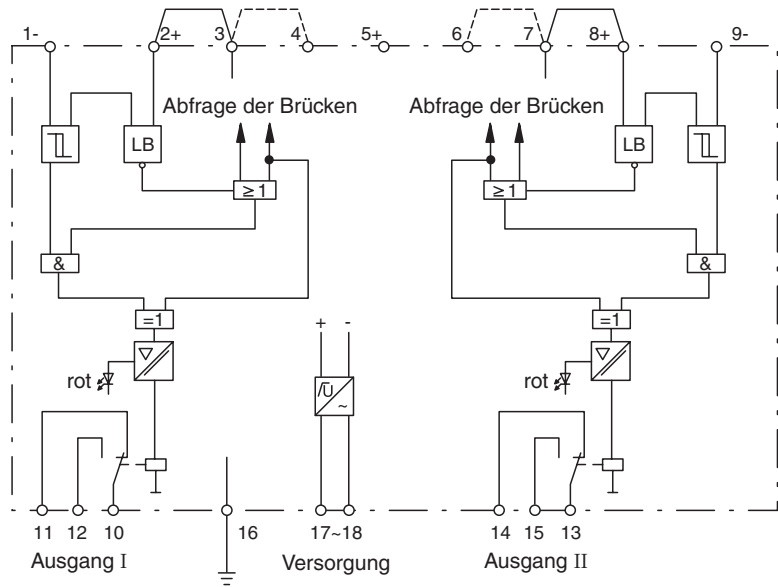 1- 2+ 3 4 5+ 6 7 8+ 9-
Abfrage der Brücken Abfrage der Brücken
LB LB
≥ 1 ≥ 1
& &
=1 =1
+ -
rot rot
/Ū ~
11 12 10 16 17~18 14 15 13
Ausgang I Versorgung Ausgang II